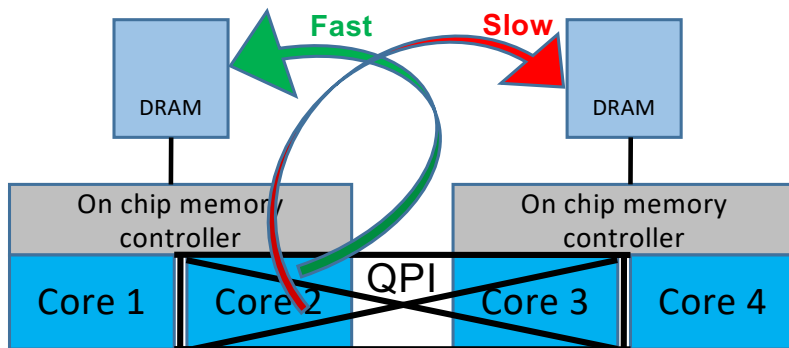 Fast
Slow
DRAM
DRAM
On chip memory
controller
On chip memory
controller
Core 1
Core 2
QPI
Core 3
Core 4